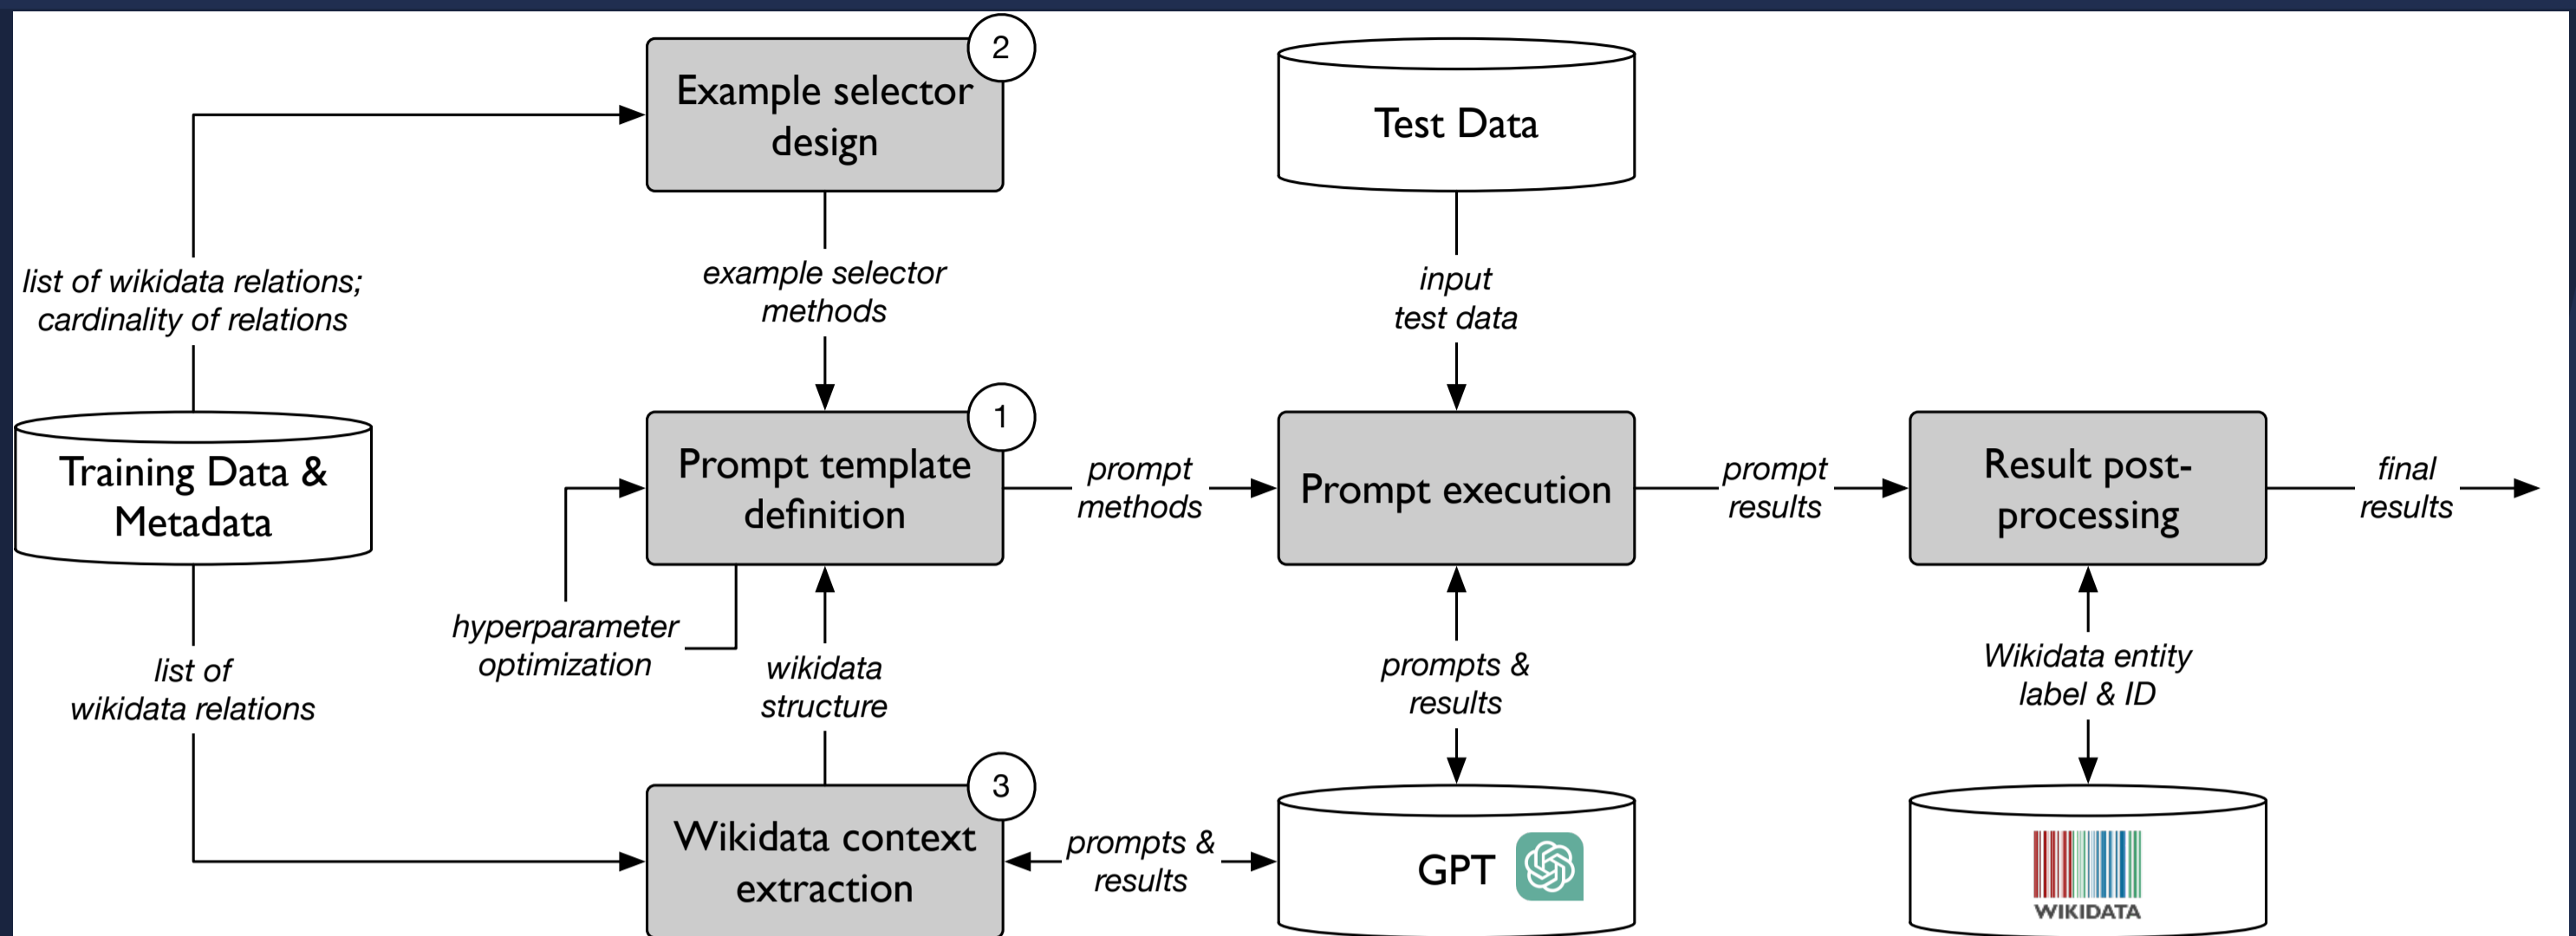 2
Example selector
design
Test Data
list of wikidata relations;
cardinality of relations
example selector
methods
input
test data
1
Training Data &
Metadata
Prompt template
definition
prompt
methods
Prompt execution
prompt
results
Result post-
processing
final
results
hyperparameter
optimization
list of
wikidata relations
wikidata
structure
prompts &
results
Wikidata entity
label & ID
3
Wikidata context
extraction
prompts &
results
GPT
WIKIDATA